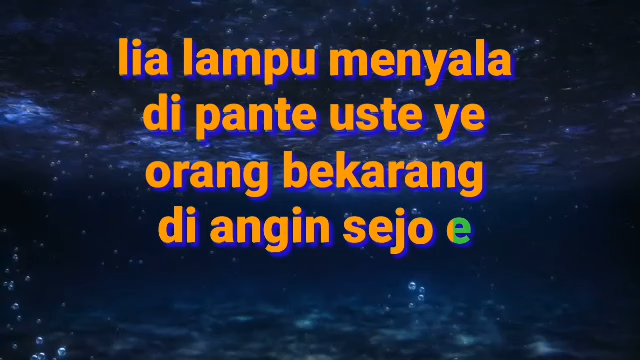 lia lampu menyala
di pante uste ye
orang bekarang
di angin sejo e